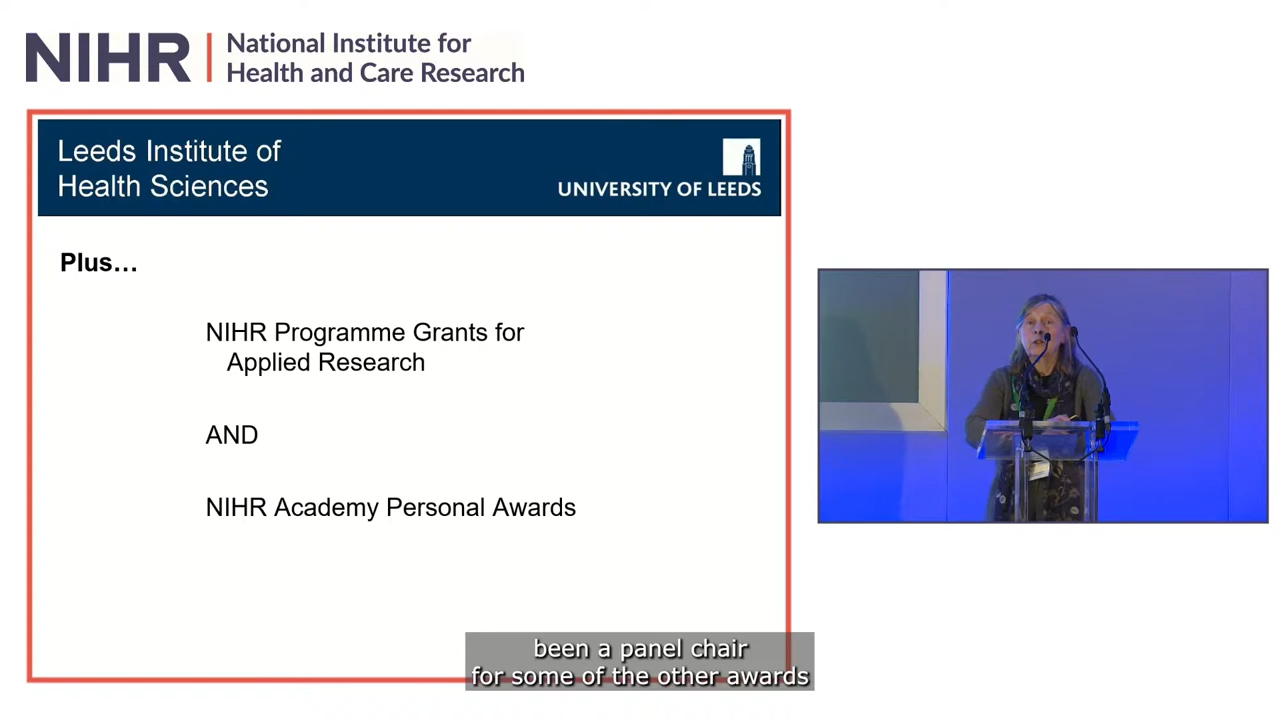 NIHR | National Institute for
Health and Care Research
Leeds Institute of
Health Sciences
UNIVERSITY OF LEEDS
Plus…
NIHR Programme Grants for
Applied Research
AND
NIHR Academy Personal Awards
been a panel chair
for some of the other awards